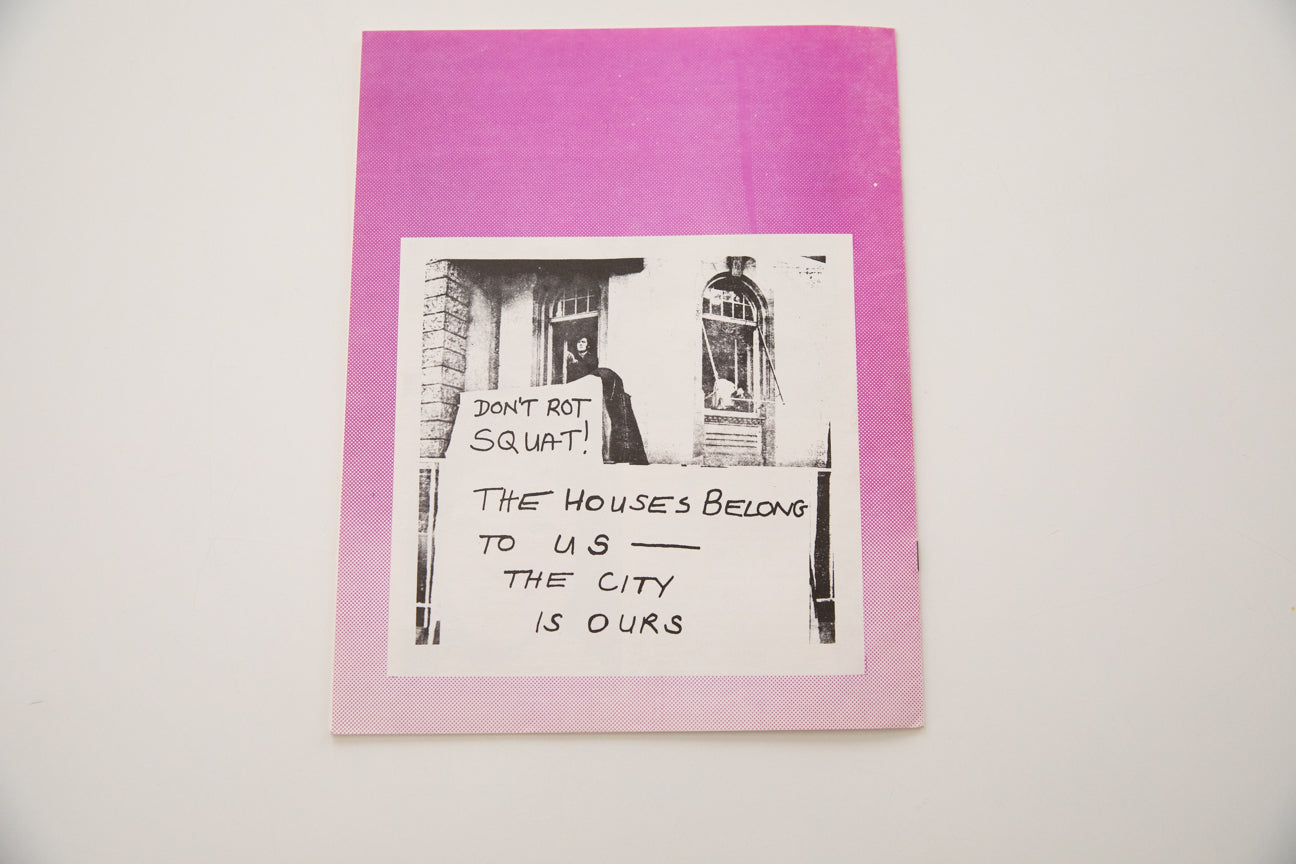 DON'T ROT
SQUAT!
THE HOUSES BELONG
TO US —
THE CITY
IS OURS